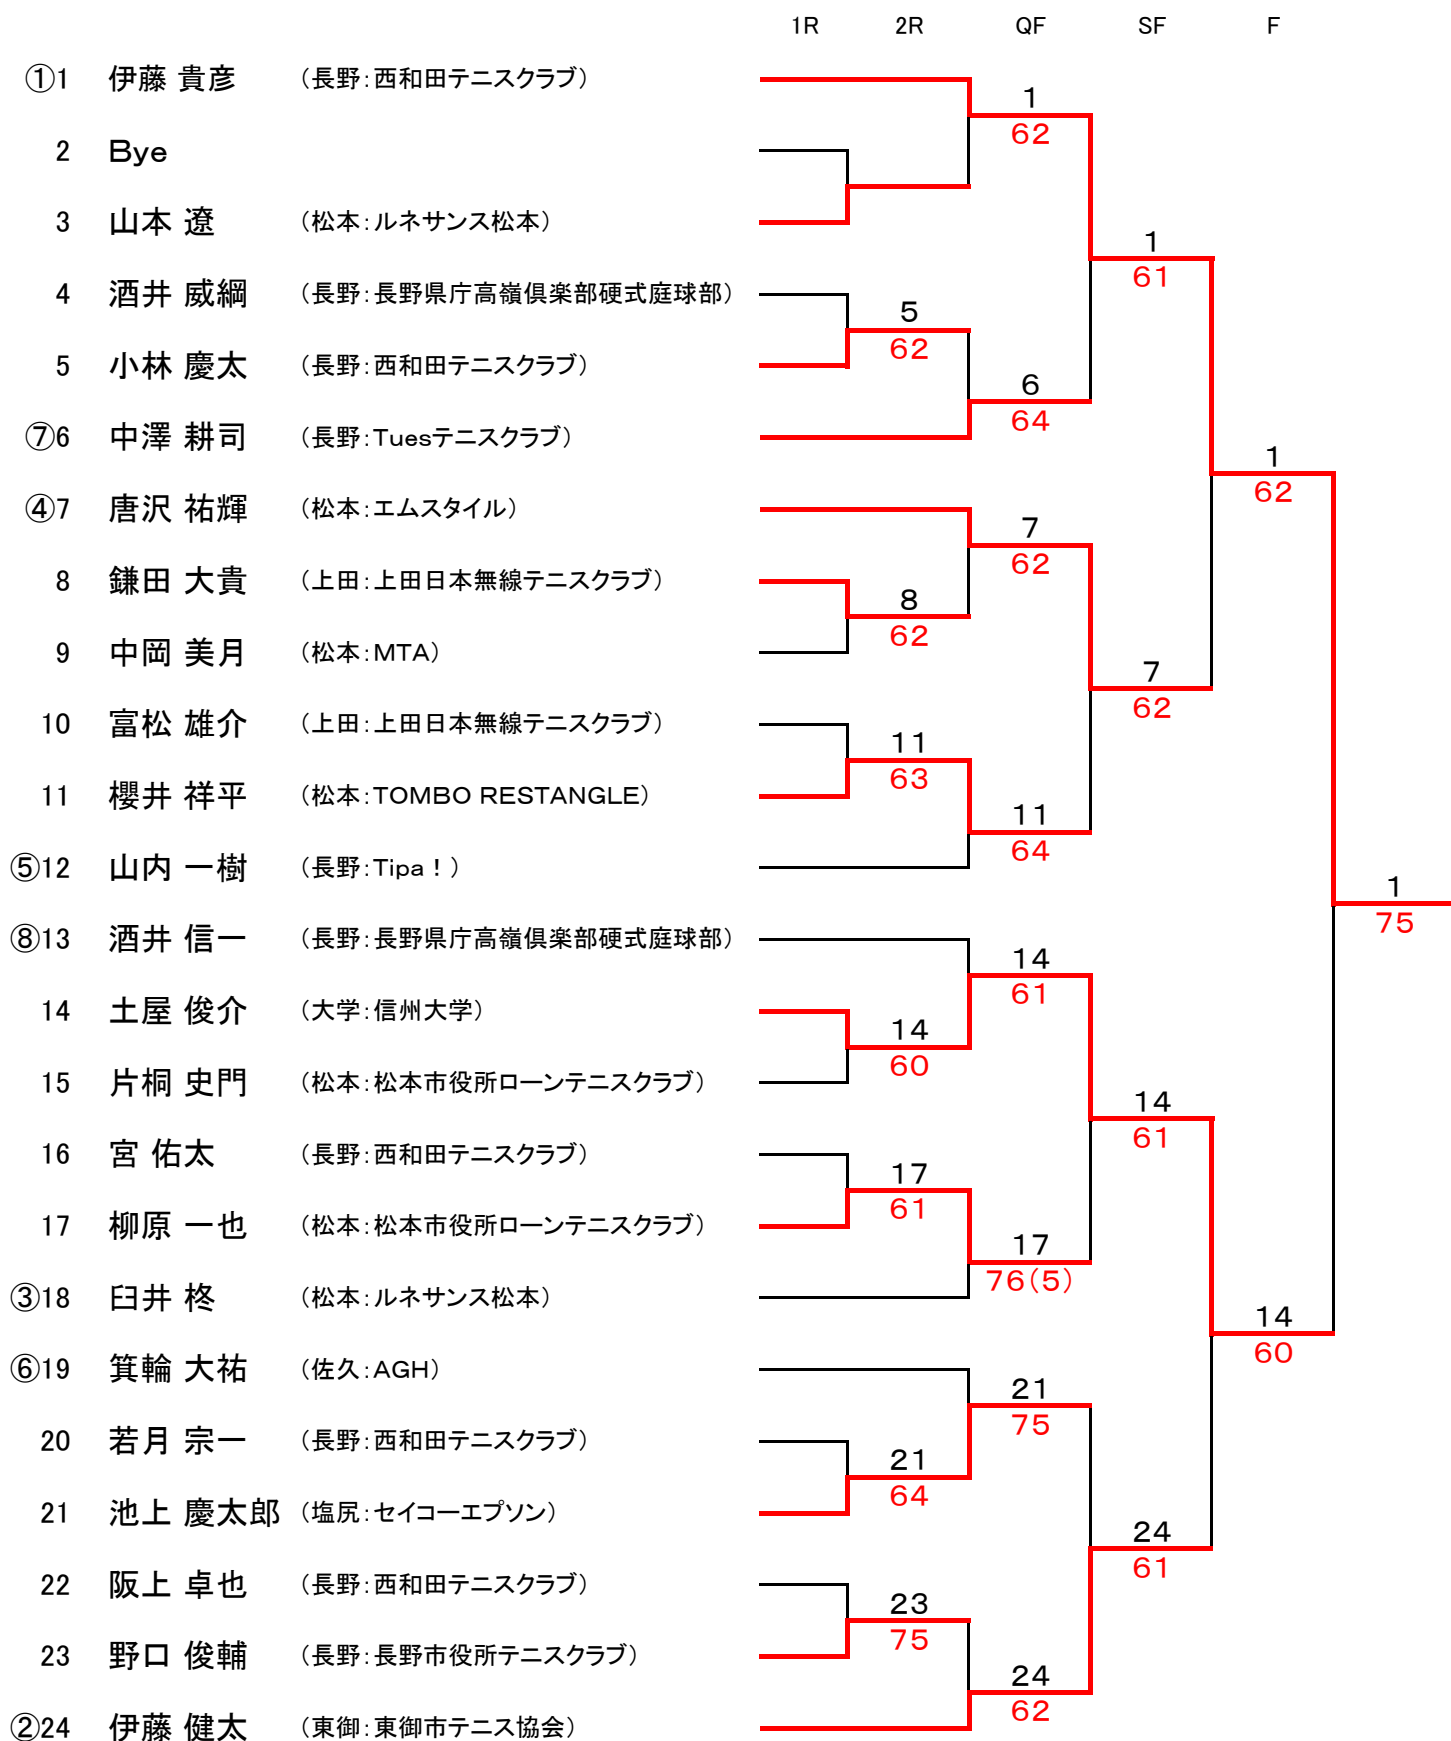 1R 2R QF SF F
①1 伊藤 貴彦 (長野:西和田テニスクラブ)
1
62
2 Bye
3 山本 遼 (松本:ルネサンス松本)
1
61
4 酒井 威綱 (長野:長野県庁高嶺倶楽部硬式庭球部)
5
62
5 小林 慶太 (長野:西和田テニスクラブ)
6
64
⑦6 中澤 耕司 (長野:Tuesテニスクラブ)
1
62
④7 唐沢 祐輝 (松本:エムスタイル)
7
62
8 鎌田 大貴 (上田:上田日本無線テニスクラブ)
8
62
9 中岡 美月 (松本:MTA)
7
62
10 富松 雄介 (上田:上田日本無線テニスクラブ)
11
63
11 櫻井 祥平 (松本:TOMBO RESTANGLE)
11
64
⑤12 山内 一樹 (長野:Tipa!)
1
75
⑧13 酒井 信一 (長野:長野県庁高嶺倶楽部硬式庭球部)
14
61
14 土屋 俊介 (大学:信州大学)
14
60
15 片桐 史門 (松本:松本市役所ローンテニスクラブ)
14
61
16 宮 佑太 (長野:西和田テニスクラブ)
17
61
17 柳原 一也 (松本:松本市役所ローンテニスクラブ)
17
76(5)
③18 臼井 柊 (松本:ルネサンス松本)
14
60
⑥19 箕輪 大祐 (佐久:AGH)
21
75
20 若月 宗一 (長野:西和田テニスクラブ)
21
64
21 池上 慶太郎 (塩尻:セイコーエプソン)
24
61
22 阪上 卓也 (長野:西和田テニスクラブ)
23
75
23 野口 俊輔 (長野:長野市役所テニスクラブ)
24
62
②24 伊藤 健太 (東御:東御市テニス協会)